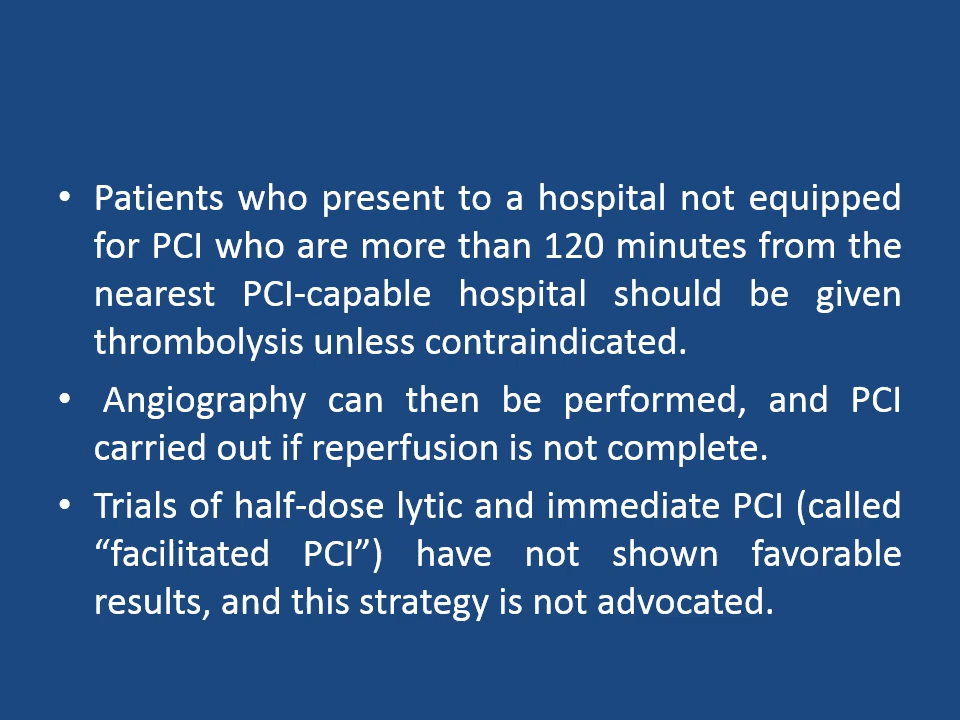 • Patients who present to a hospital not equipped
for PCI who are more than 120 minutes from the
nearest PCI-capable hospital should be given
thrombolysis unless contraindicated.
• Angiography can then be performed, and PCI
carried out if reperfusion is not complete.
• Trials of half-dose lytic and immediate PCI (called
“facilitated PCI”) have not shown favorable
results, and this strategy is not advocated.